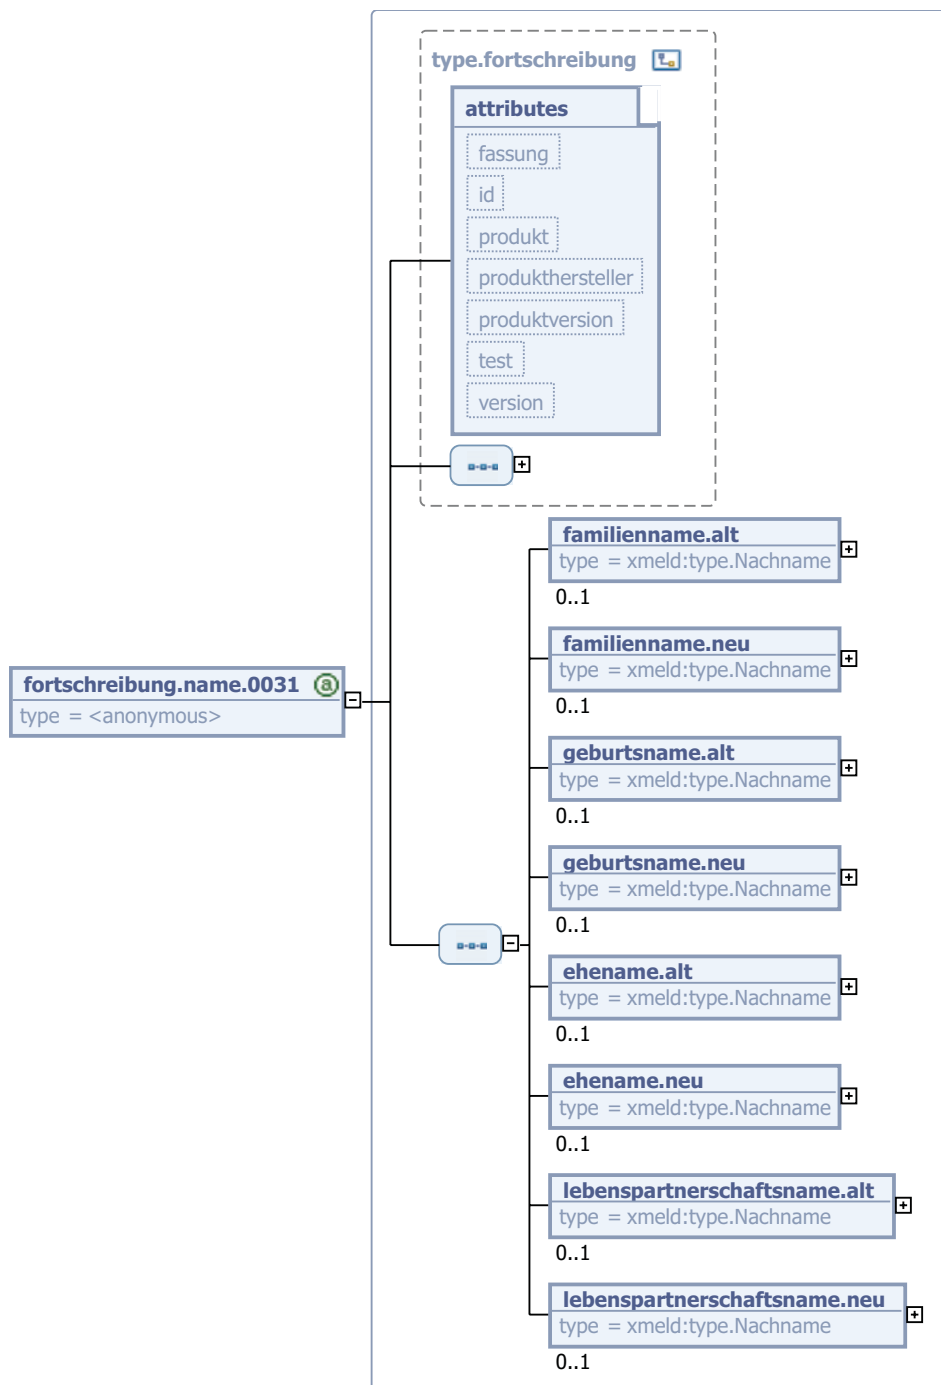 type.fortschreibung
attributes
fassung
id
produkt
produkthersteller
produktversion
test
version
familienname.alt
type = xmeld:type.Nachname
0..1
familienname.neu
type = xmeld:type.Nachname
0..1
fortschreibung.name.0031 @
type = <anonymous>
geburtsname.alt
type = xmeld:type.Nachname
0..1
geburtsname.neu
type = xmeld:type.Nachname
0..1
ehename.alt
type = xmeld:type.Nachname
0..1
ehename.neu
type = xmeld:type.Nachname
0..1
lebenspartnerschaftsname.alt
type = xmeld:type.Nachname
0..1
lebenspartnerschaftsname.neu
type = xmeld:type.Nachname
0..1